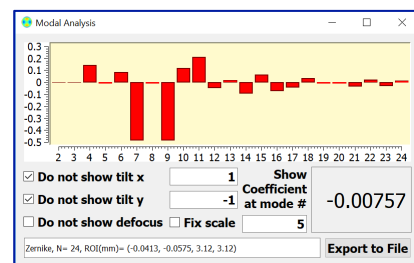 Modal Analysis
0.3
0.2
0.1
0
-0.1
-0.2
-0.3
-0.4
-0.5
2 3 4 5 6 7 8 9 10 11 12 13 14 15 16 17 18 19 20 21 22 23 24
Do not show tilt x 1
Do not show tilt y -1
Do not show defocus Fix scale
Show
Coefficient
at mode #
5
-0.00757
Zernike, N= 24, ROI(mm)= (-0.0413, -0.0575, 3.12, 3.12)
Export to File